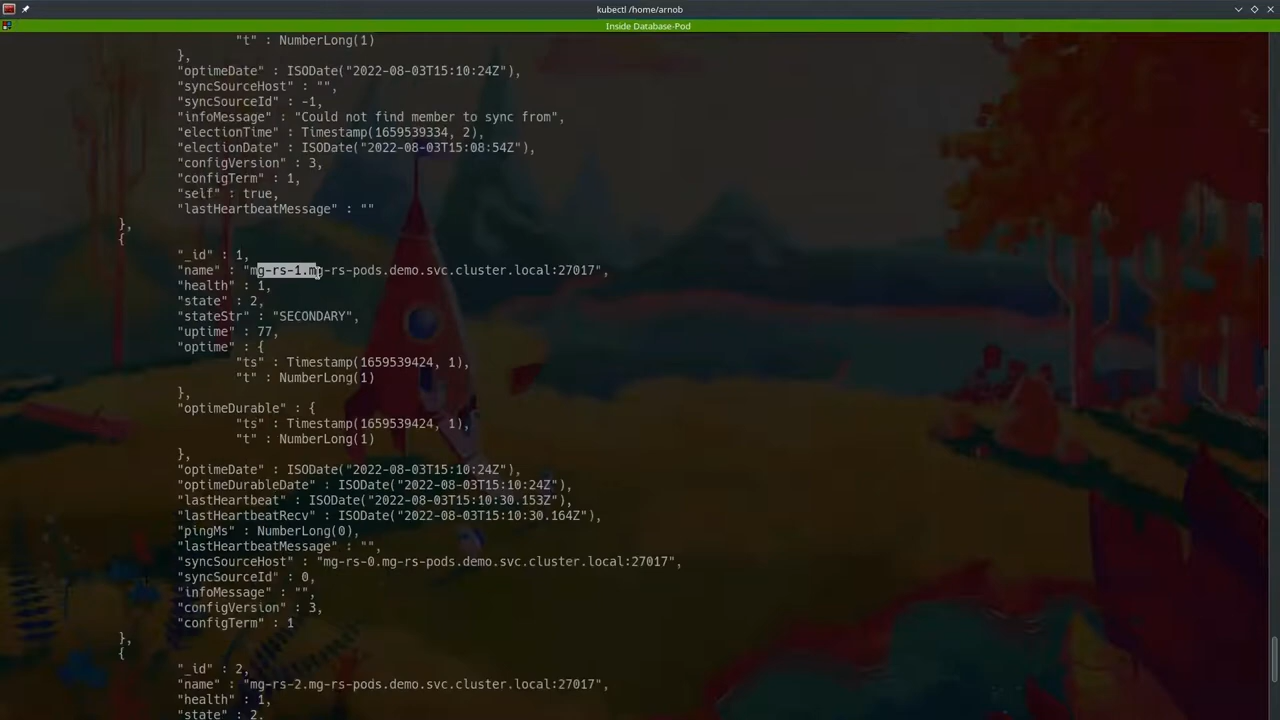 kubectl /home/arnob
Inside Database-Pod
"t" : NumberLong(1)
},
"optimeDate" : ISODate("2022-08-03T15:10:24Z"),
"syncSourceHost" : "",
"syncSourceId" : -1,
"infoMessage" : "Could not find member to sync from",
"electionTime" : Timestamp(1659539334, 2),
"electionDate" : ISODate("2022-08-03T15:08:54Z"),
"configVersion" : 3,
"configTerm" : 1,
"self" : true,
"lastHeartbeatMessage" : ""
},
{
"_id" : 1,
"name" : "mg-rs-1.mg-rs-pods.demo.svc.cluster.local:27017",
"health" : 1,
"state" : 2,
"stateStr" : "SECONDARY",
"uptime" : 77,
"optime" : {
"ts" : Timestamp(1659539424, 1),
"t" : NumberLong(1)
},
"optimeDurable" : {
"ts" : Timestamp(1659539424, 1),
"t" : NumberLong(1)
},
"optimeDate" : ISODate("2022-08-03T15:10:24Z"),
"optimeDurableDate" : ISODate("2022-08-03T15:10:24Z"),
"lastHeartbeat" : ISODate("2022-08-03T15:10:30.153Z"),
"lastHeartbeatRecv" : ISODate("2022-08-03T15:10:30.164Z"),
"pingMs" : NumberLong(0),
"lastHeartbeatMessage" : "",
"syncSourceHost" : "mg-rs-0.mg-rs-pods.demo.svc.cluster.local:27017",
"syncSourceId" : 0,
"infoMessage" : "",
"configVersion" : 3,
"configTerm" : 1
},
{
"_id" : 2,
"name" : "mg-rs-2.mg-rs-pods.demo.svc.cluster.local:27017",
"health" : 1,
"state" : 2,